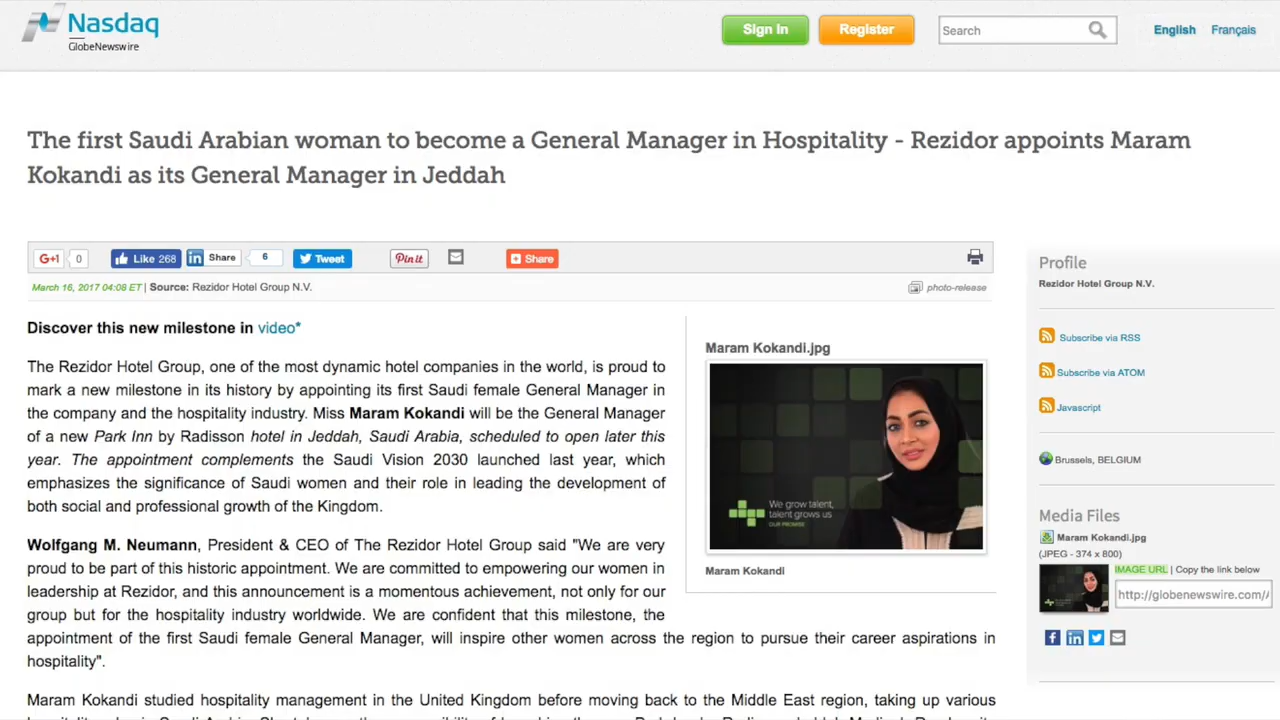 Nasdaq
GlobeNewswire
Sign In
Register
Search
English
Français
The first Saudi Arabian woman to become a General Manager in Hospitality - Rezidor appoints Maram
Kokandi as its General Manager in Jeddah
G+1 0
Like 268
in Share 6
Tweet
Pin it
Share
March 16, 2017 04:08 ET | Source: Rezidor Hotel Group N.V.
photo-release
Discover this new milestone in video*
The Rezidor Hotel Group, one of the most dynamic hotel companies in the world, is proud to
mark a new milestone in its history by appointing its first Saudi female General Manager in
the company and the hospitality industry. Miss Maram Kokandi will be the General Manager
of a new Park Inn by Radisson hotel in Jeddah, Saudi Arabia, scheduled to open later this
year. The appointment complements the Saudi Vision 2030 launched last year, which
emphasizes the significance of Saudi women and their role in leading the development of
both social and professional growth of the Kingdom.
Wolfgang M. Neumann, President & CEO of The Rezidor Hotel Group said "We are very
proud to be part of this historic appointment. We are committed to empowering our women in
leadership at Rezidor, and this announcement is a momentous achievement, not only for our
group but for the hospitality industry worldwide. We are confident that this milestone, the
appointment of the first Saudi female General Manager, will inspire other women across the region to pursue their career aspirations in
hospitality".
Maram Kokandi studied hospitality management in the United Kingdom before moving back to the Middle East region, taking up various
Maram Kokandi.jpg
We grow talent,
talent grows us
OUR PROMISE
Maram Kokandi
Profile
Rezidor Hotel Group N.V.
Subscribe via RSS
Subscribe via ATOM
Javascript
Brussels, BELGIUM
Media Files
Maram Kokandi.jpg
(JPEG - 374 x 800)
IMAGE URL | Copy the link below
http://globenewswire.com/